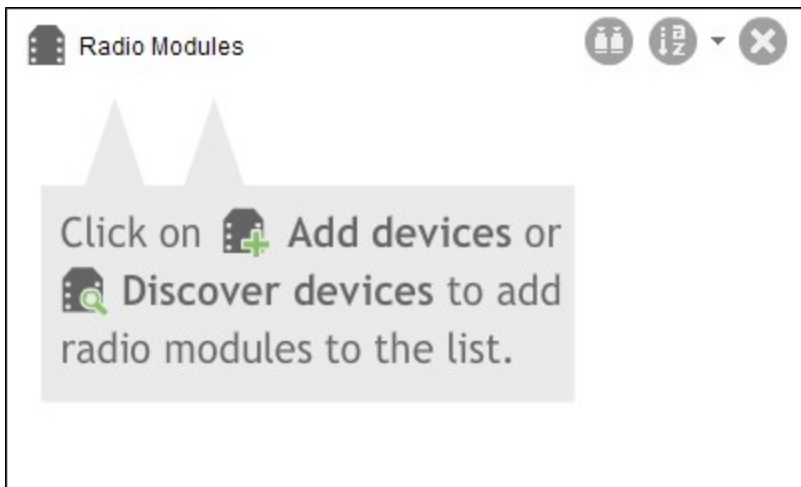 Radio Modules
Click on Add devices or
Discover devices to add
radio modules to the list.